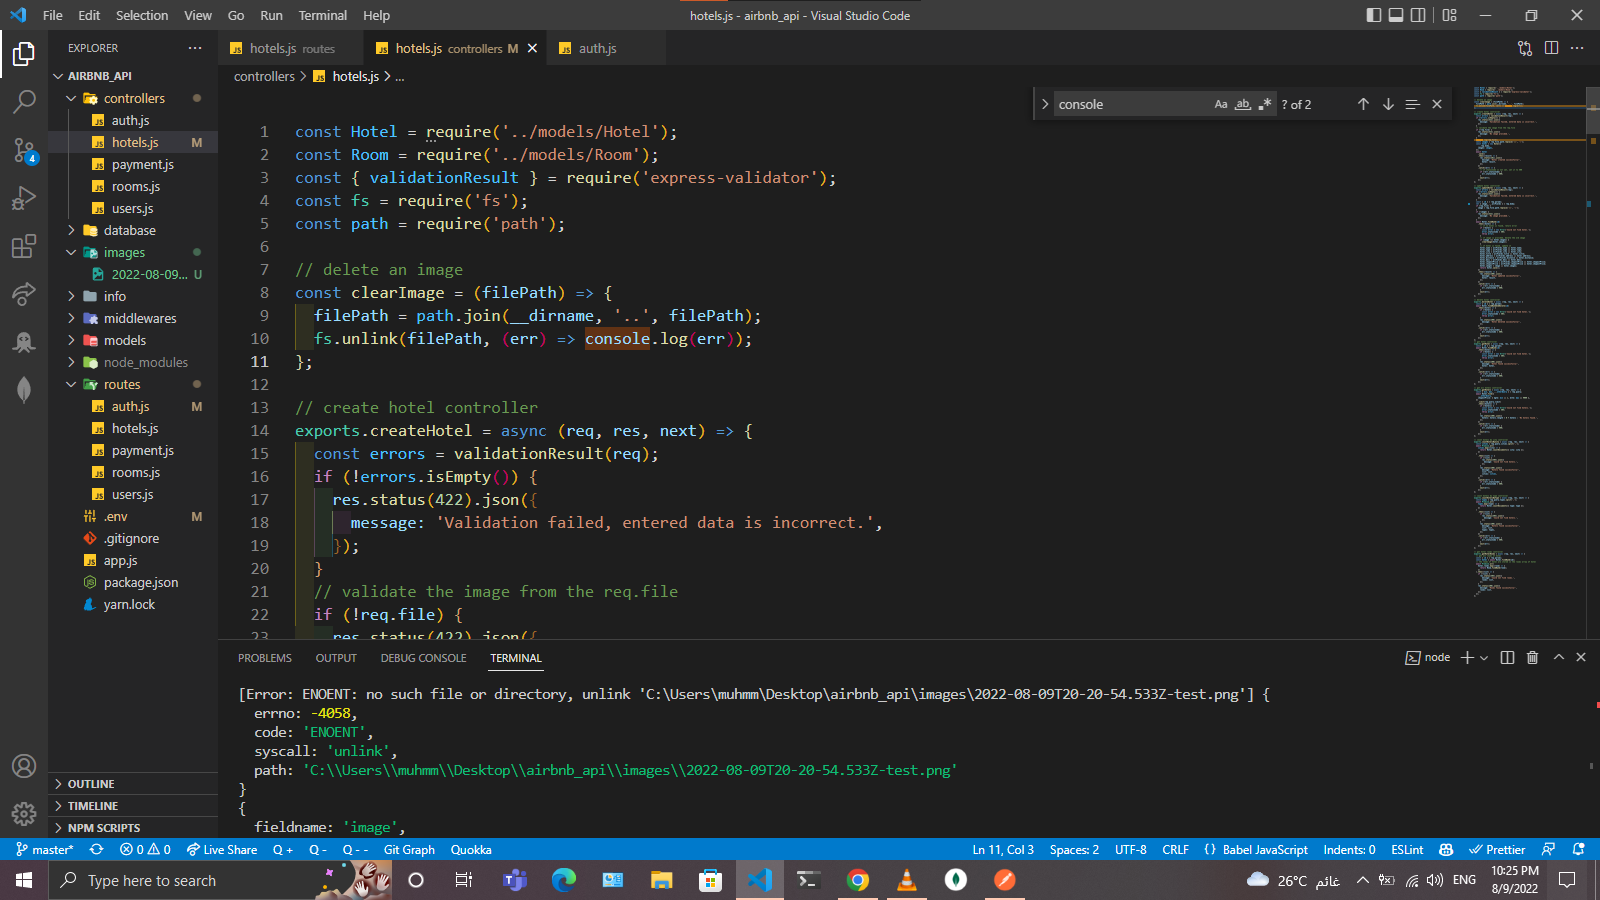 File Edit Selection View Go Run Terminal Help
hotels.js - airbnb_api - Visual Studio Code
EXPLORER
AIRBNB_API
controllers
auth.js
hotels.js M
payment.js
rooms.js
users.js
database
images
2022-08-09... U
info
middlewares
models
node_modules
routes
auth.js M
hotels.js
payment.js
rooms.js
users.js
.env M
.gitignore
app.js
package.json
yarn.lock
OUTLINE
TIMELINE
NPM SCRIPTS
4
hotels.js routes
hotels.js controllers M
auth.js
controllers > hotels.js > ...
console Aa ab ? of 2
1 const Hotel = require('../models/Hotel');
2 const Room = require('../models/Room');
3 const { validationResult } = require('express-validator');
4 const fs = require('fs');
5 const path = require('path');
6
7 // delete an image
8 const clearImage = (filePath) => {
9 filePath = path.join(__dirname, '..', filePath);
10 fs.unlink(filePath, (err) => console.log(err));
11 };
12
13 // create hotel controller
14 exports.createHotel = async (req, res, next) => {
15 const errors = validationResult(req);
16 if (!errors.isEmpty()) {
17 res.status(422).json({
18 message: 'Validation failed, entered data is incorrect.',
19 });
20 }
21 // validate the image from the req.file
22 if (!req.file) {
23 res.status(422).json({
PROBLEMS OUTPUT DEBUG CONSOLE TERMINAL
node
[Error: ENOENT: no such file or directory, unlink 'C:\Users\muhmm\Desktop\airbnb_api\images\2022-08-09T20-20-54.533Z-test.png'] {
errno: -4058,
code: 'ENOENT',
syscall: 'unlink',
path: 'C:\\Users\\muhmm\\Desktop\\airbnb_api\\images\\2022-08-09T20-20-54.533Z-test.png'
}
{
fieldname: 'image',
master* 0 0 Live Share Q + Q - Q - - Git Graph Quokka
Ln 11, Col 3 Spaces: 2 UTF-8 CRLF {} Babel JavaScript Indents: 0 ESLint Prettier
Type here to search
26°C غائم ENG
10:25 PM
8/9/2022